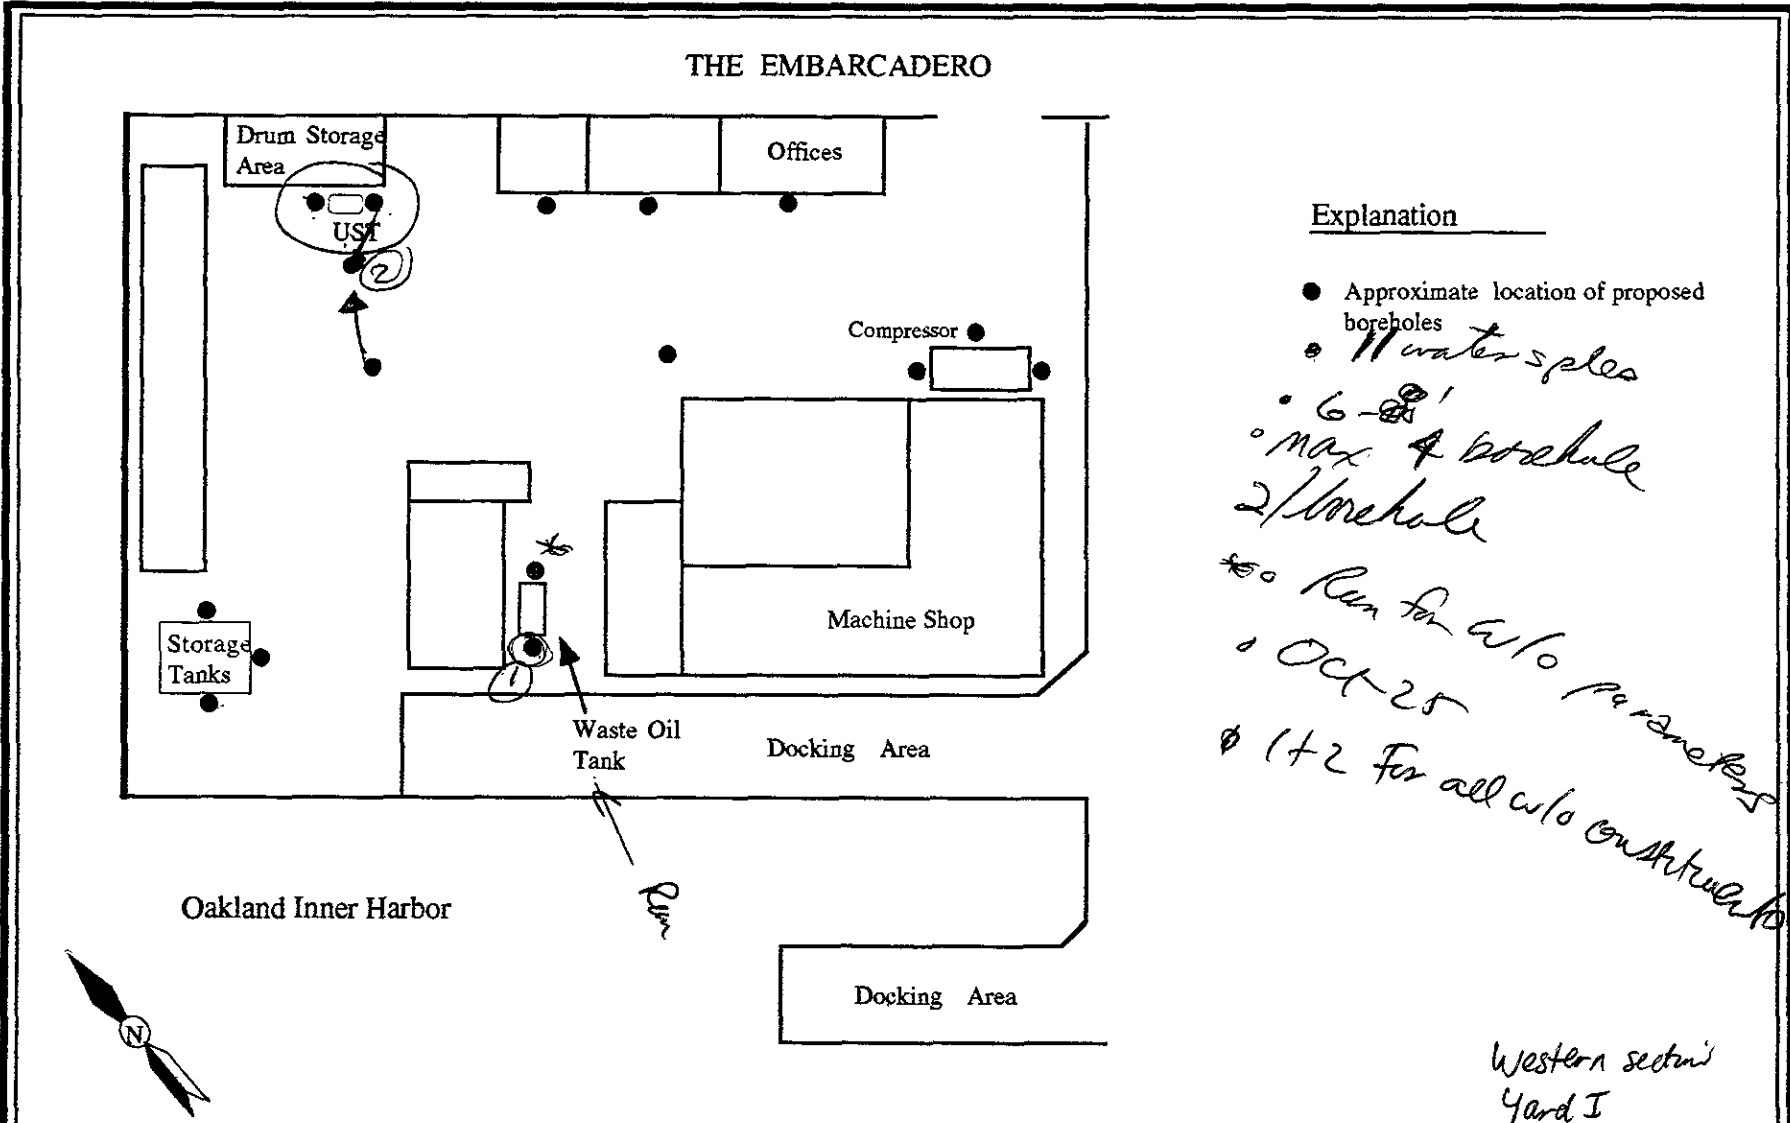 THE EMBARCADERO
Drum Storage
Area
Offices
UST
2
Explanation
Approximate location of proposed
boreholes
• 11 water sples
• 6-8'
• max 4 borehole
2/borehole
Compressor
*
* • Run for w/o parameters
• Oct 25
• 1+2 For all w/o constituents
Machine Shop
Storage
Tanks
1
Waste Oil
Tank
Docking Area
Run
Oakland Inner Harbor
Docking Area
N
Western section
Yard I